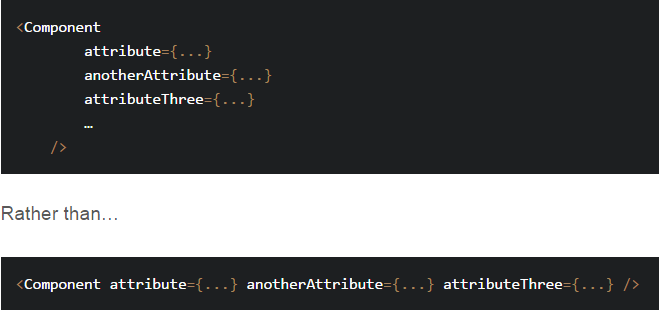 <Component
attribute={...}
anotherAttribute={...}
attributeThree={...}
…
/>
Rather than…
<Component attribute={...} anotherAttribute={...} attributeThree={...} />